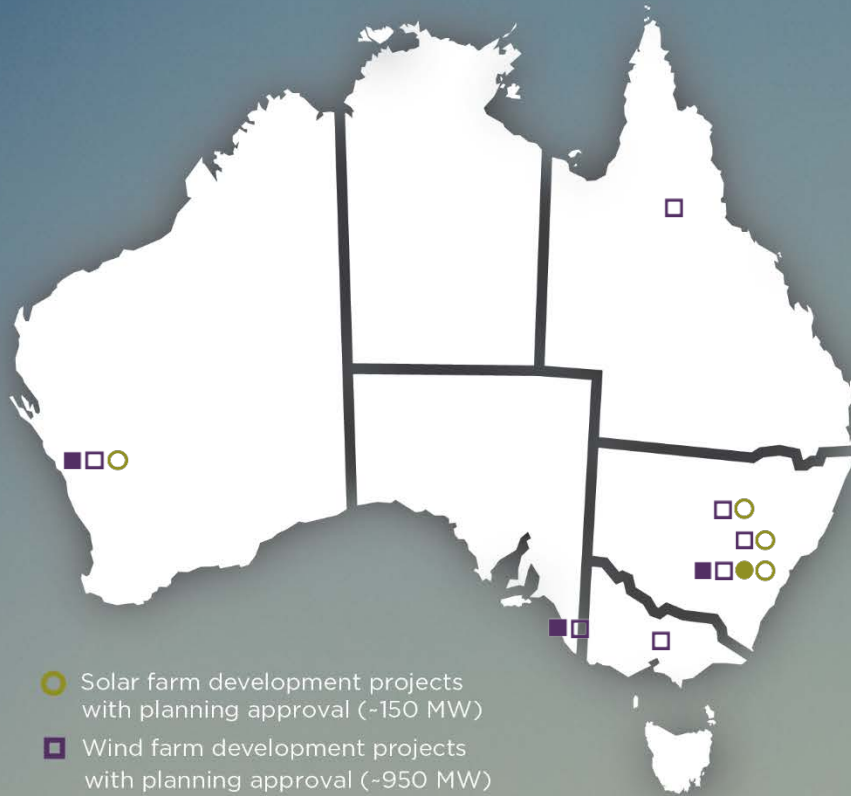 Solar farm development projects
with planning approval (~150 MW)
Wind farm development projects
with planning approval (~950 MW)